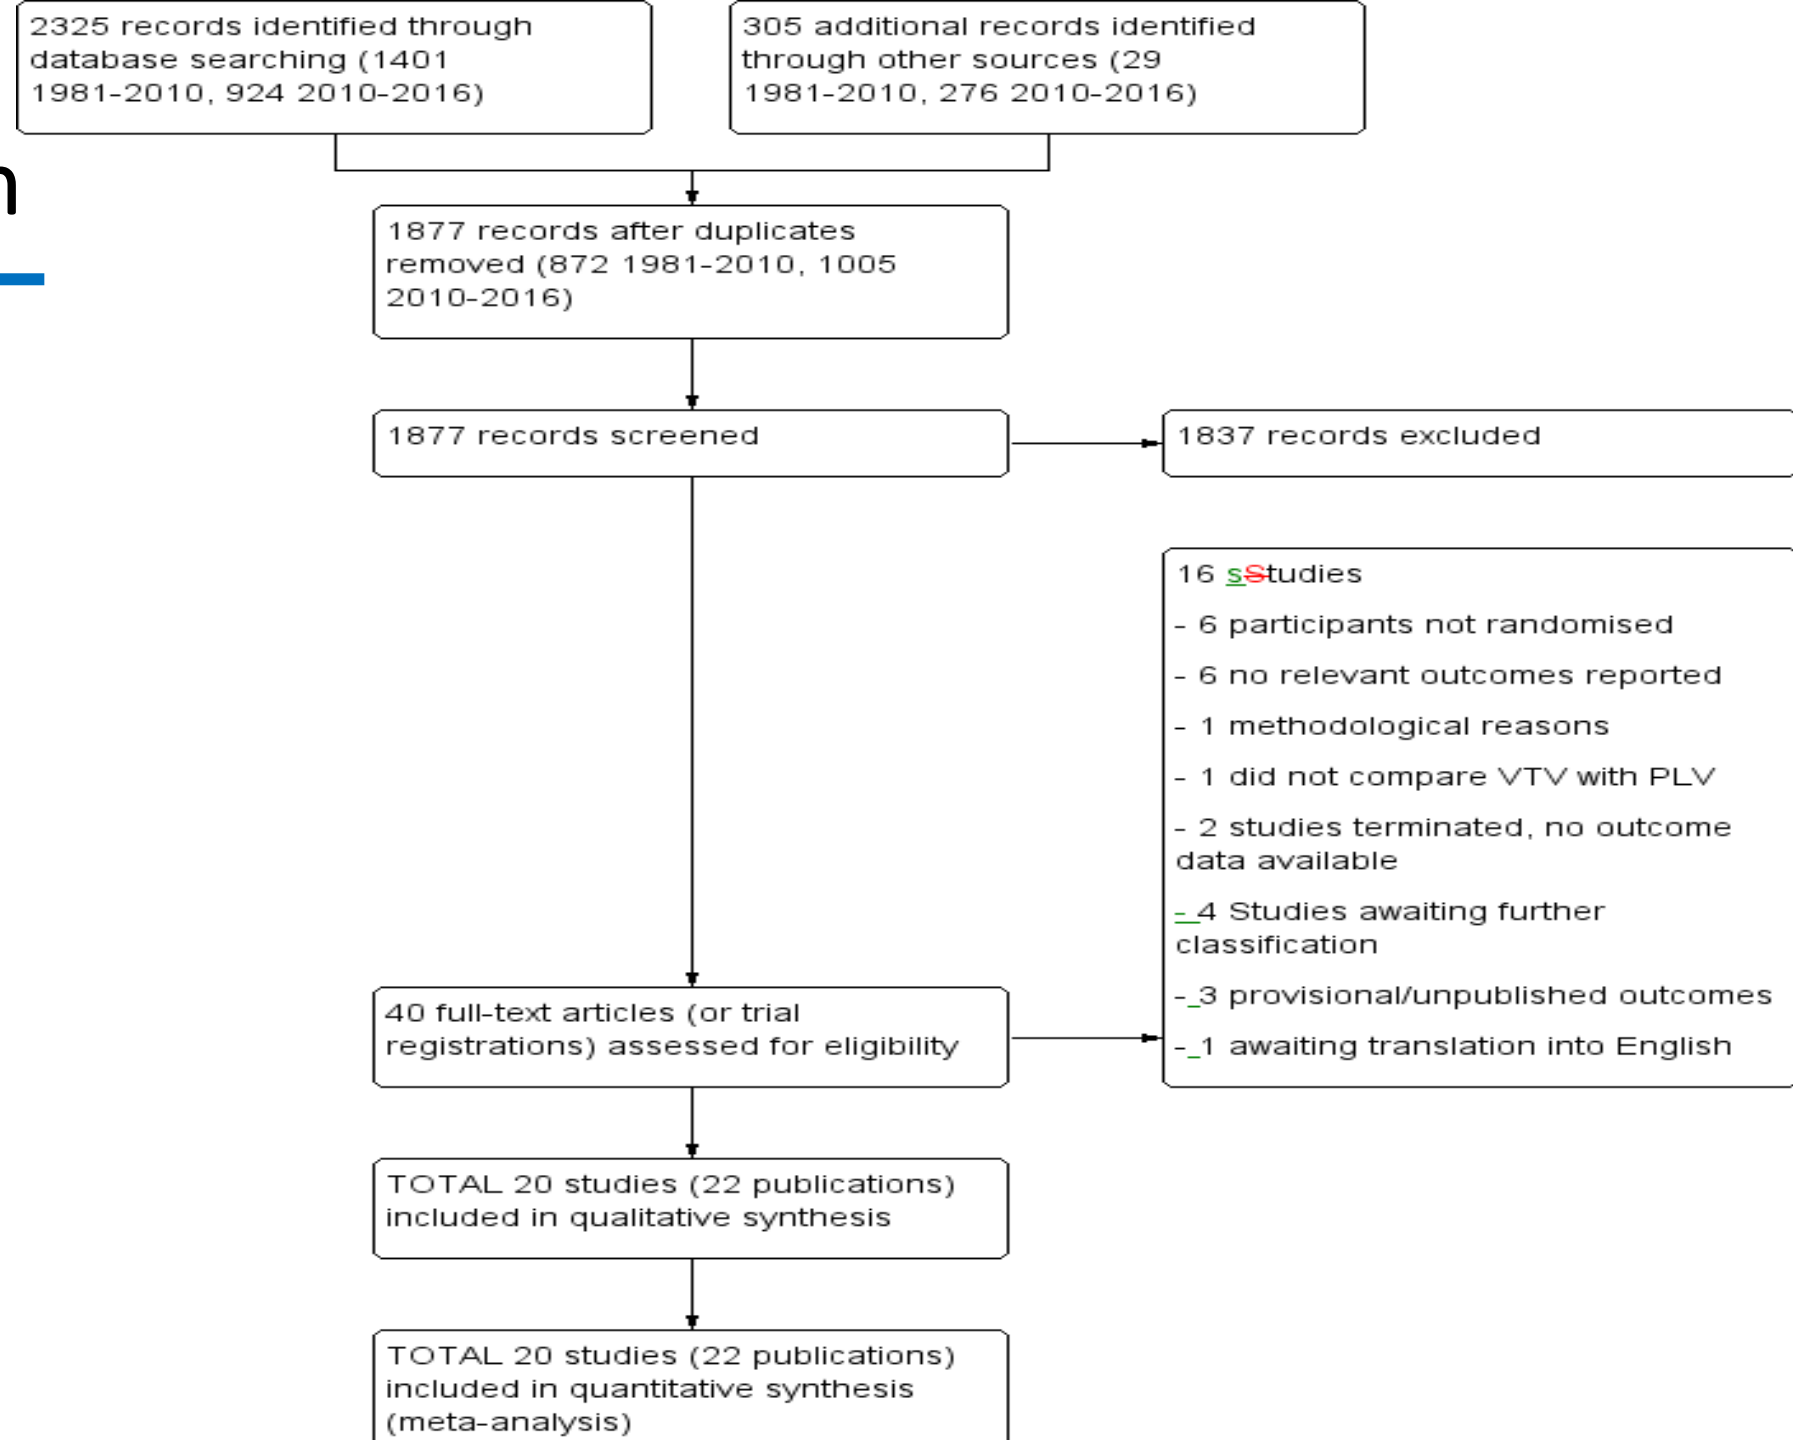 2325 records identified through
database searching (1401
1981-2010, 924 2010-2016)
305 additional records identified
through other sources (29
1981-2010, 276 2010-2016)
n
1877 records after duplicates
removed (872 1981-2010, 1005
2010-2016)
1877 records screened
1837 records excluded
16 sStudies
- 6 participants not randomised
- 6 no relevant outcomes reported
- 1 methodological reasons
- 1 did not compare VTV with PLV
- 2 studies terminated, no outcome
data available
- 4 Studies awaiting further
classification
- 3 provisional/unpublished outcomes
- 1 awaiting translation into English
40 full-text articles (or trial
registrations) assessed for eligibility
TOTAL 20 studies (22 publications)
included in qualitative synthesis
TOTAL 20 studies (22 publications)
included in quantitative synthesis
(meta-analysis)